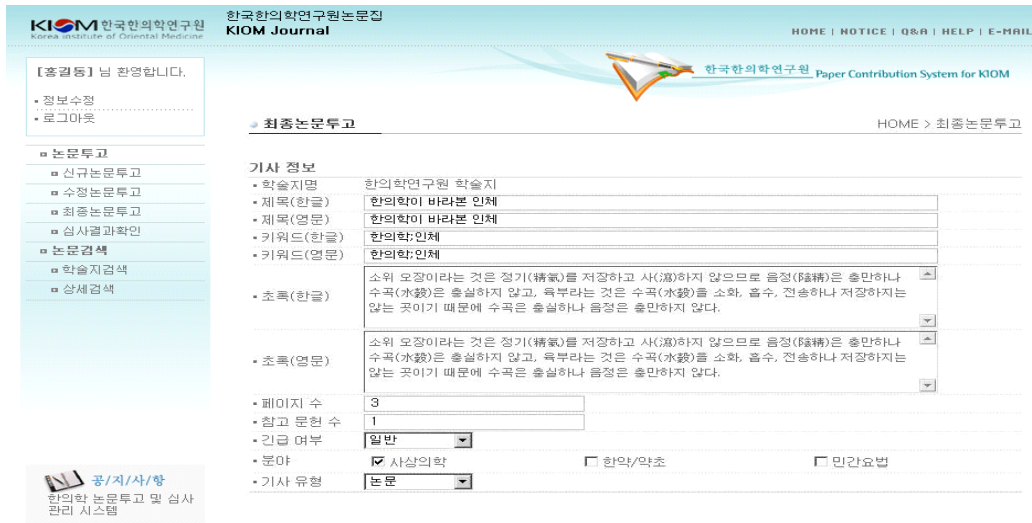 KIOM 한국한의학연구원
Korea Institute of Oriental Medicine
한국한의학연구원논문집
KIOM Journal
HOME | NOTICE | Q&A | HELP | E-MAIL
한국한의학연구원 Paper Contribution System for KIOM
[홍길동] 님 환영합니다.
정보수정
로그아웃
논문투고
신규논문투고
수정논문투고
최종논문투고
심사결과확인
논문검색
학술지검색
상세검색
공/지/사/항
한의학 논문투고 및 심사
관리 시스템
최종논문투고
HOME > 최종논문투고
기사 정보
학술지명 한의학연구원 학술지
제목(한글) 한의학이 바라본 인체
제목(영문) 한의학이 바라본 인체
키워드(한글) 한의학;인체
키워드(영문) 한의학;인체
초록(한글)
소위 오장이라는 것은 정기(精氣)를 저장하고 사(瀉)하지 않으므로 음정(陰精)은 충만하나
수곡(水穀)은 충실하지 않고, 육부라는 것은 수곡(水穀)을 소화, 흡수, 전송하나 저장하지는
않는 곳이기 때문에 수곡은 충실하나 음정은 충만하지 않다.
초록(영문)
소위 오장이라는 것은 정기(精氣)를 저장하고 사(瀉)하지 않으므로 음정(陰精)은 충만하나
수곡(水穀)은 충실하지 않고, 육부라는 것은 수곡(水穀)을 소화, 흡수, 전송하나 저장하지는
않는 곳이기 때문에 수곡은 충실하나 음정은 충만하지 않다.
페이지 수 3
참고 문헌 수 1
긴급 여부 일반
분야 사상의학 한약/약초 민간요법
기사 유형 논문